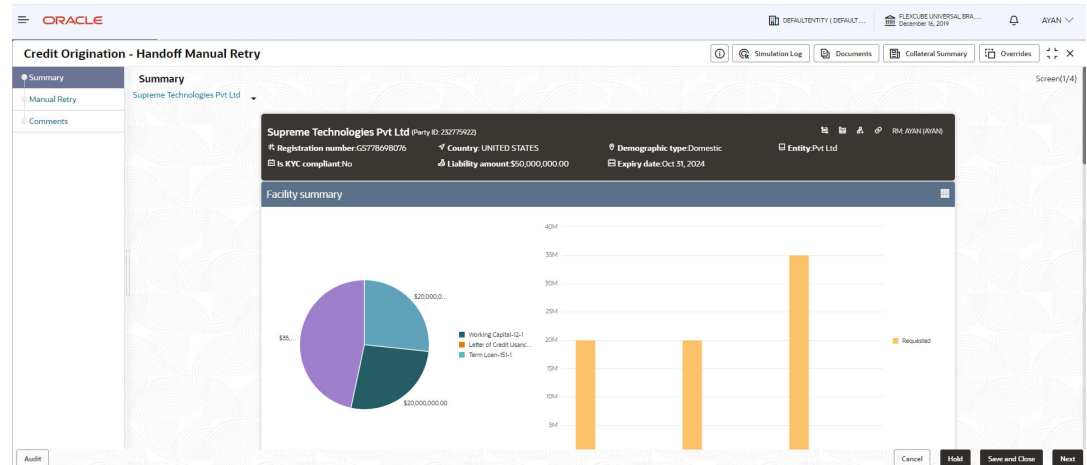 ORACLE
DEFAULTENTITY ( DEFAULT...
FLEXCUBE UNIVERSAL BRA...
December 16, 2019
AYAN
Credit Origination - Handoff Manual Retry
Simulation Log
Documents
Collateral Summary
Overrides
Summary
Manual Retry
Comments
Summary
Screen(1/4)
Supreme Technologies Pvt Ltd
Supreme Technologies Pvt Ltd (Party ID: 232775922)
RM: AYAN (AYAN)
Registration number:GS778698076
Country: UNITED STATES
Demographic type:Domestic
Entity:Pvt Ltd
Is KYC compliant:No
Liability amount:$50,000,000.00
Expiry date:Oct 31, 2024
Facility summary
$20,000,0...
$35,...
$20,000,000.00
Working Capital-12-1
Letter of Credit Usanc...
Term Loan-151-1
40M
35M
30M
25M
20M
15M
10M
5M
Requested
Audit
Cancel
Hold
Save and Close
Next